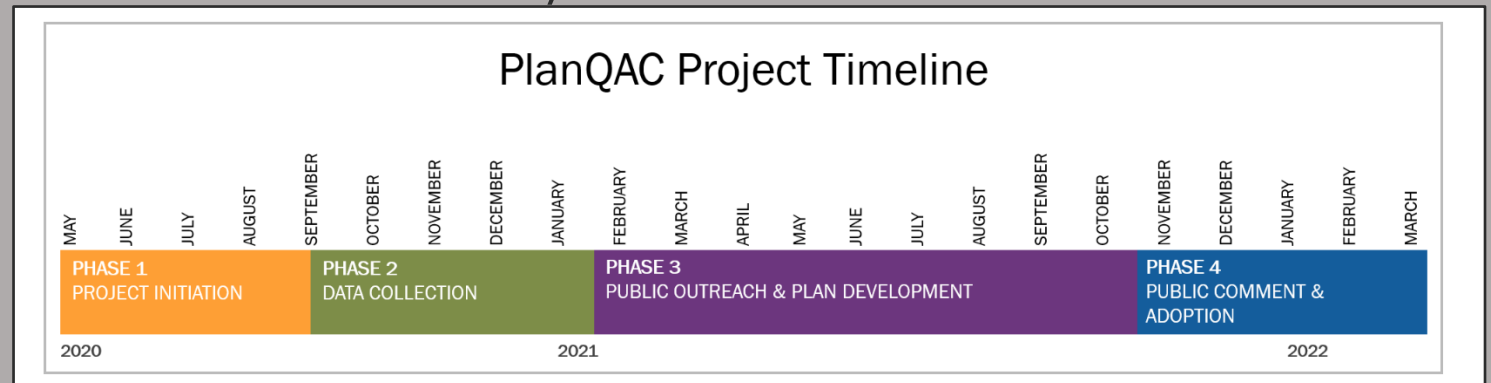 PlanQAC Project Timeline
MAY JUNE JULY AUGUST SEPTEMBER OCTOBER NOVEMBER DECEMBER JANUARY FEBRUARY MARCH APRIL MAY JUNE JULY AUGUST SEPTEMBER OCTOBER NOVEMBER DECEMBER JANUARY FEBRUARY MARCH
PHASE 1
PROJECT INITIATION
PHASE 2
DATA COLLECTION
PHASE 3
PUBLIC OUTREACH & PLAN DEVELOPMENT
PHASE 4
PUBLIC COMMENT &
ADOPTION
2020 2021 2022